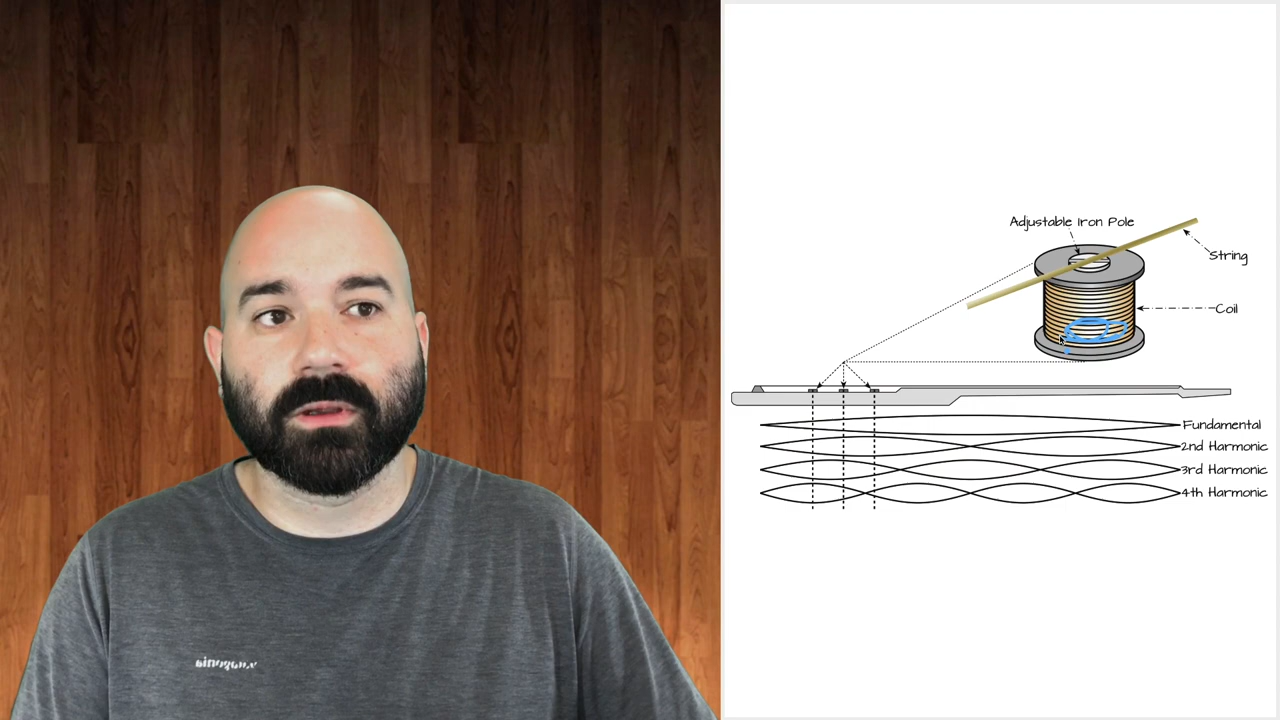 Adjustable Iron Pole
String
Coil
Fundamental
2nd Harmonic
3rd Harmonic
4th Harmonic